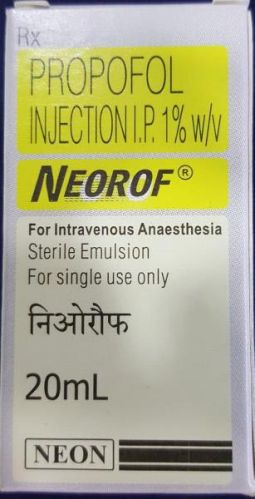 Rx
PROPOFOL
INJECTION I.P. 1% w/v
NEOROF®
For Intravenous Anaesthesia
Sterile Emulsion
For single use only
निओरौफ
20mL
NEON